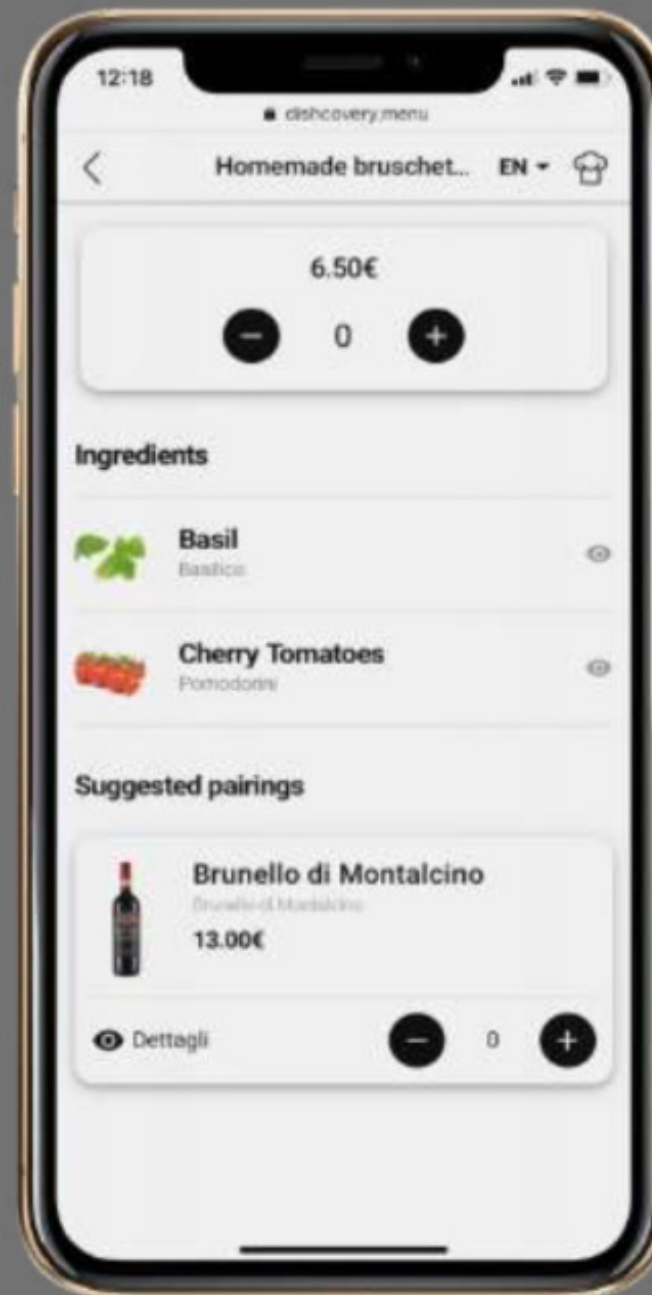 12:18
dishcovery.menu
Homemade bruschet... EN
6.50€
0
Ingredients
Basil
Basilico
Cherry Tomatoes
Pomodorini
Suggested pairings
Brunello di Montalcino
Brunello di Montalcino
13.00€
Dettagli 0